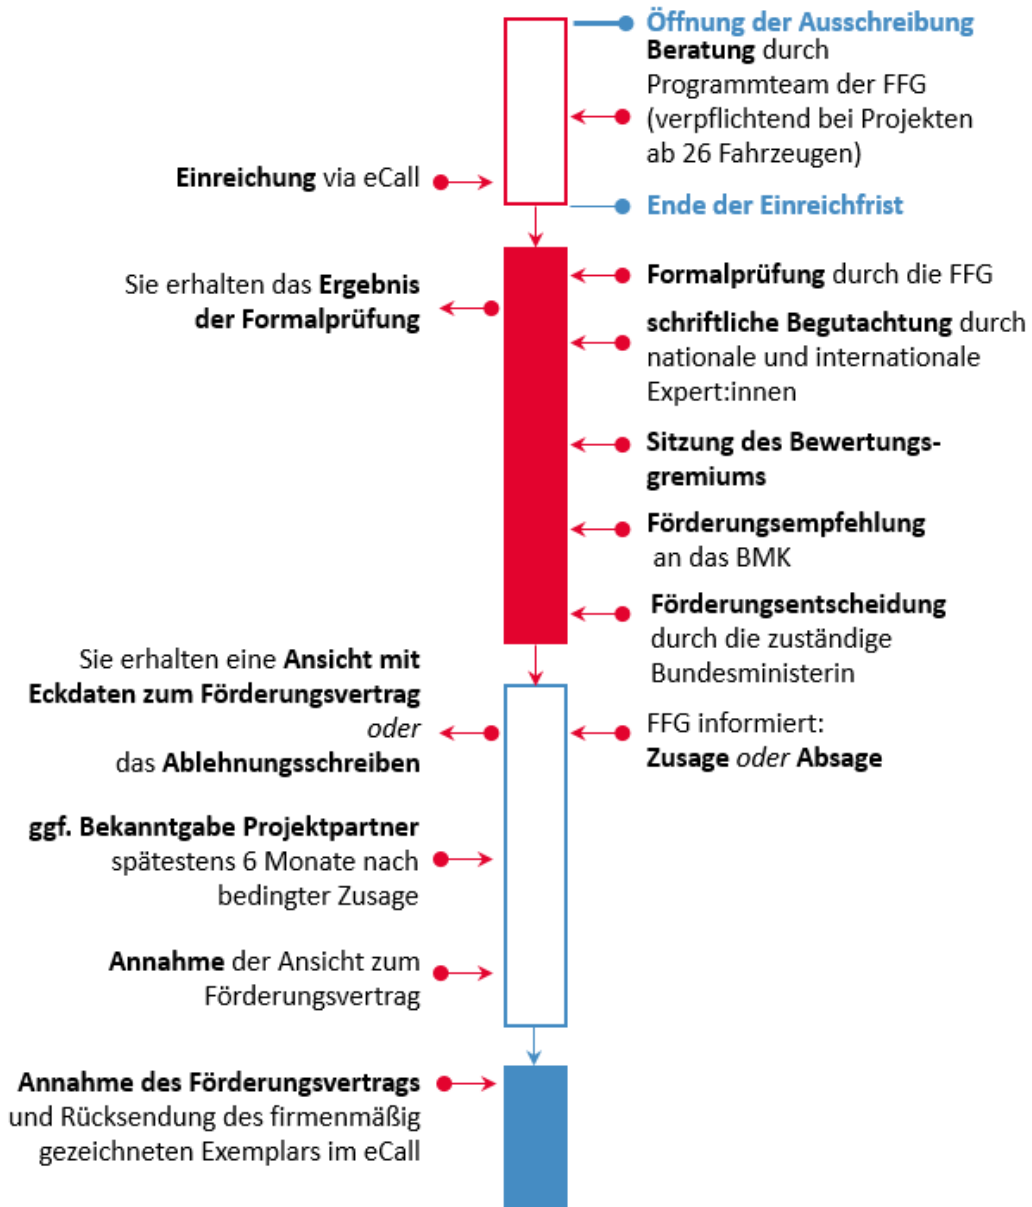 Öffnung der Ausschreibung
Beratung durch
Programmteam der FFG
(verpflichtend bei Projekten
ab 26 Fahrzeugen)
Einreichung via eCall
Ende der Einreichfrist
Formalprüfung durch die FFG
Sie erhalten das Ergebnis
der Formalprüfung
schriftliche Begutachtung durch
nationale und internationale
Expert:innen
Sitzung des Bewertungs-
gremiums
Förderungsempfehlung
an das BMK
Förderungsentscheidung
durch die zuständige
Bundesministerin
Sie erhalten eine Ansicht mit
Eckdaten zum Förderungsvertrag
oder
das Ablehnungsschreiben
FFG informiert:
Zusage oder Absage
ggf. Bekanntgabe Projektpartner
spätestens 6 Monate nach
bedingter Zusage
Annahme der Ansicht zum
Förderungsvertrag
Annahme des Förderungsvertrags
und Rücksendung des firmenmäßig
gezeichneten Exemplars im eCall